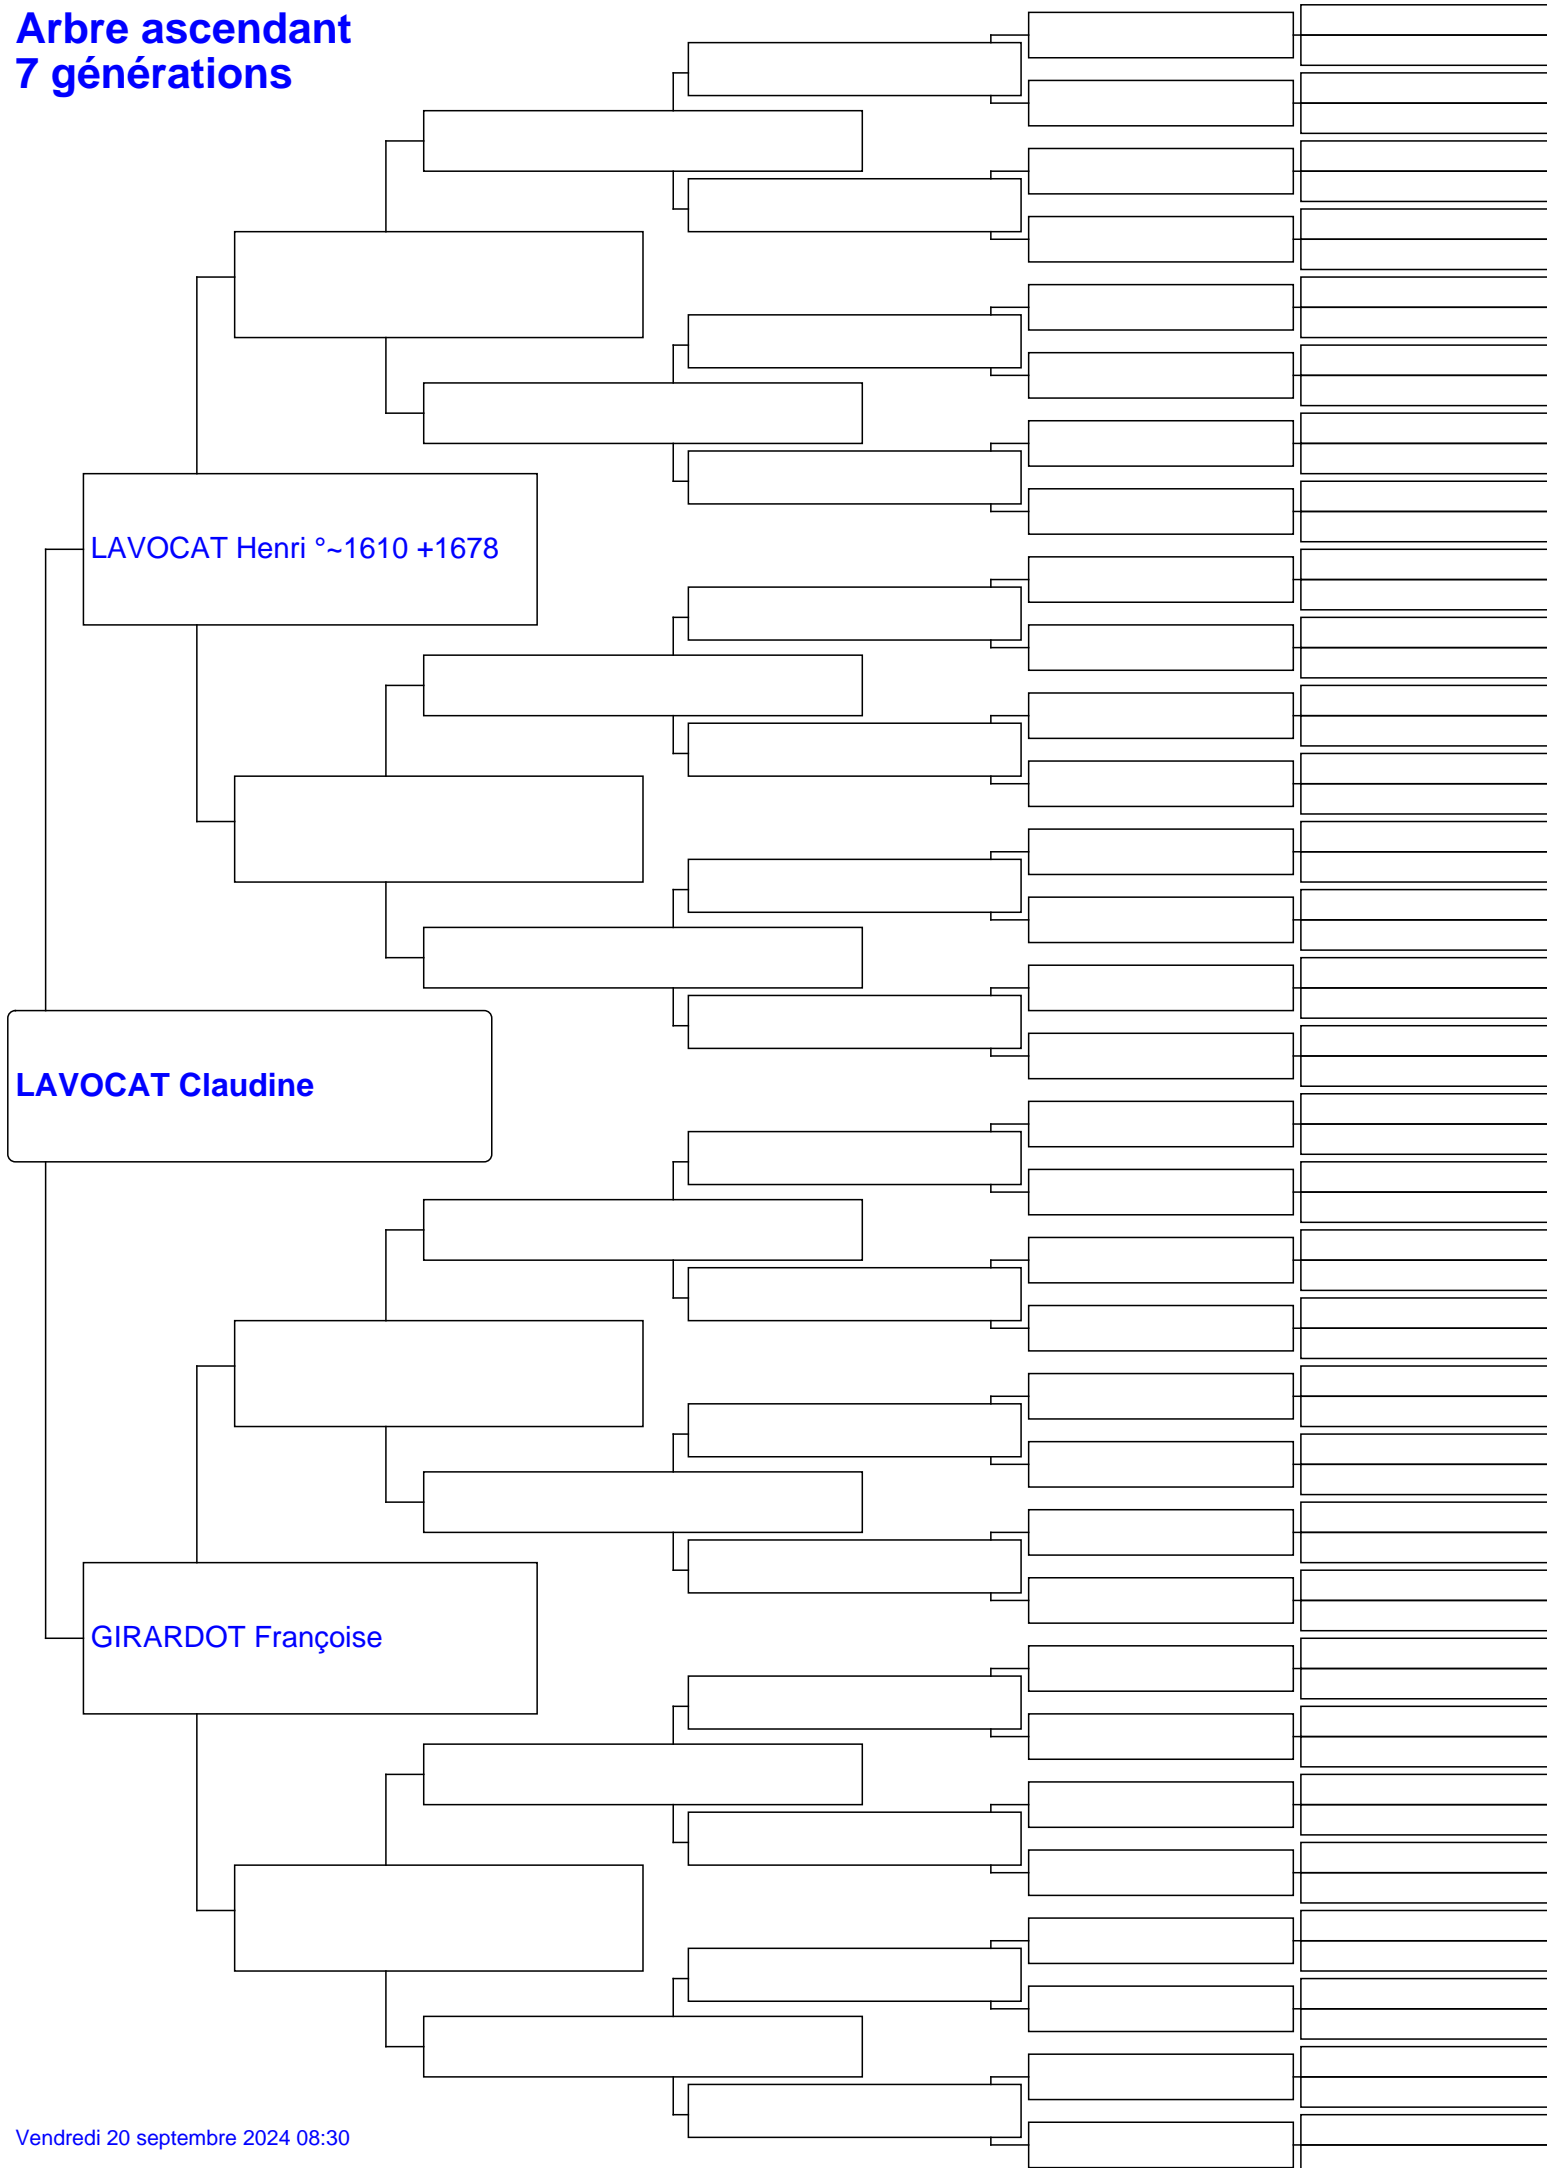 Arbre ascendant
7 générations
LAVOCAT Henri °~1610 +1678
LAVOCAT Claudine
GIRARDOT Françoise
Vendredi 20 septembre 2024 08:30